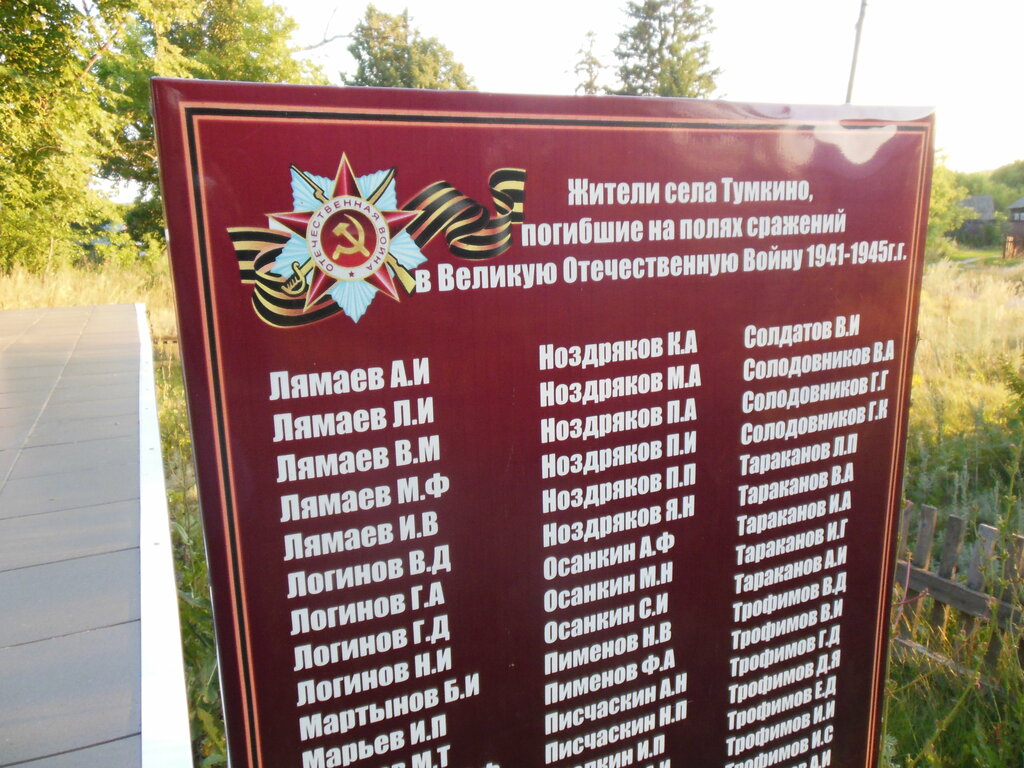 Жители села Тумкино,
погибшие на полях сражений
в Великую Отечественную Войну 1941-1945г.г.
ОТЕЧЕСТВЕННАЯ ВОЙНА
Лямаев А.И
Лямаев Л.И
Лямаев В.М
Лямаев М.Ф
Лямаев И.В
Логинов В.Д
Логинов Г.А
Логинов Г.Д
Логинов Н.И
Мартынов Б.И
Марьев И.П
М.Т
Ноздряков К.А
Ноздряков М.А
Ноздряков П.А
Ноздряков П.И
Ноздряков П.П
Ноздряков Я.Н
Осанкин А.Ф
Осанкин М.Н
Осанкин С.И
Пименов Н.В
Пименов Ф.А
Писчаскин А.Н
Писчаскин Н.П
И.П
Солдатов В.И
Солодовников В.А
Солодовников Г.Г
Солодовников Г.К
Тараканов Л.П
Тараканов В.А
Тараканов И.А
Тараканов И.Г
Тараканов А.И
Трофимов В.Д
Трофимов В.И
Трофимов Г.Д
Трофимов Д.Я
Трофимов Е.Д
Трофимов И.И
Трофимов И.С
А.И